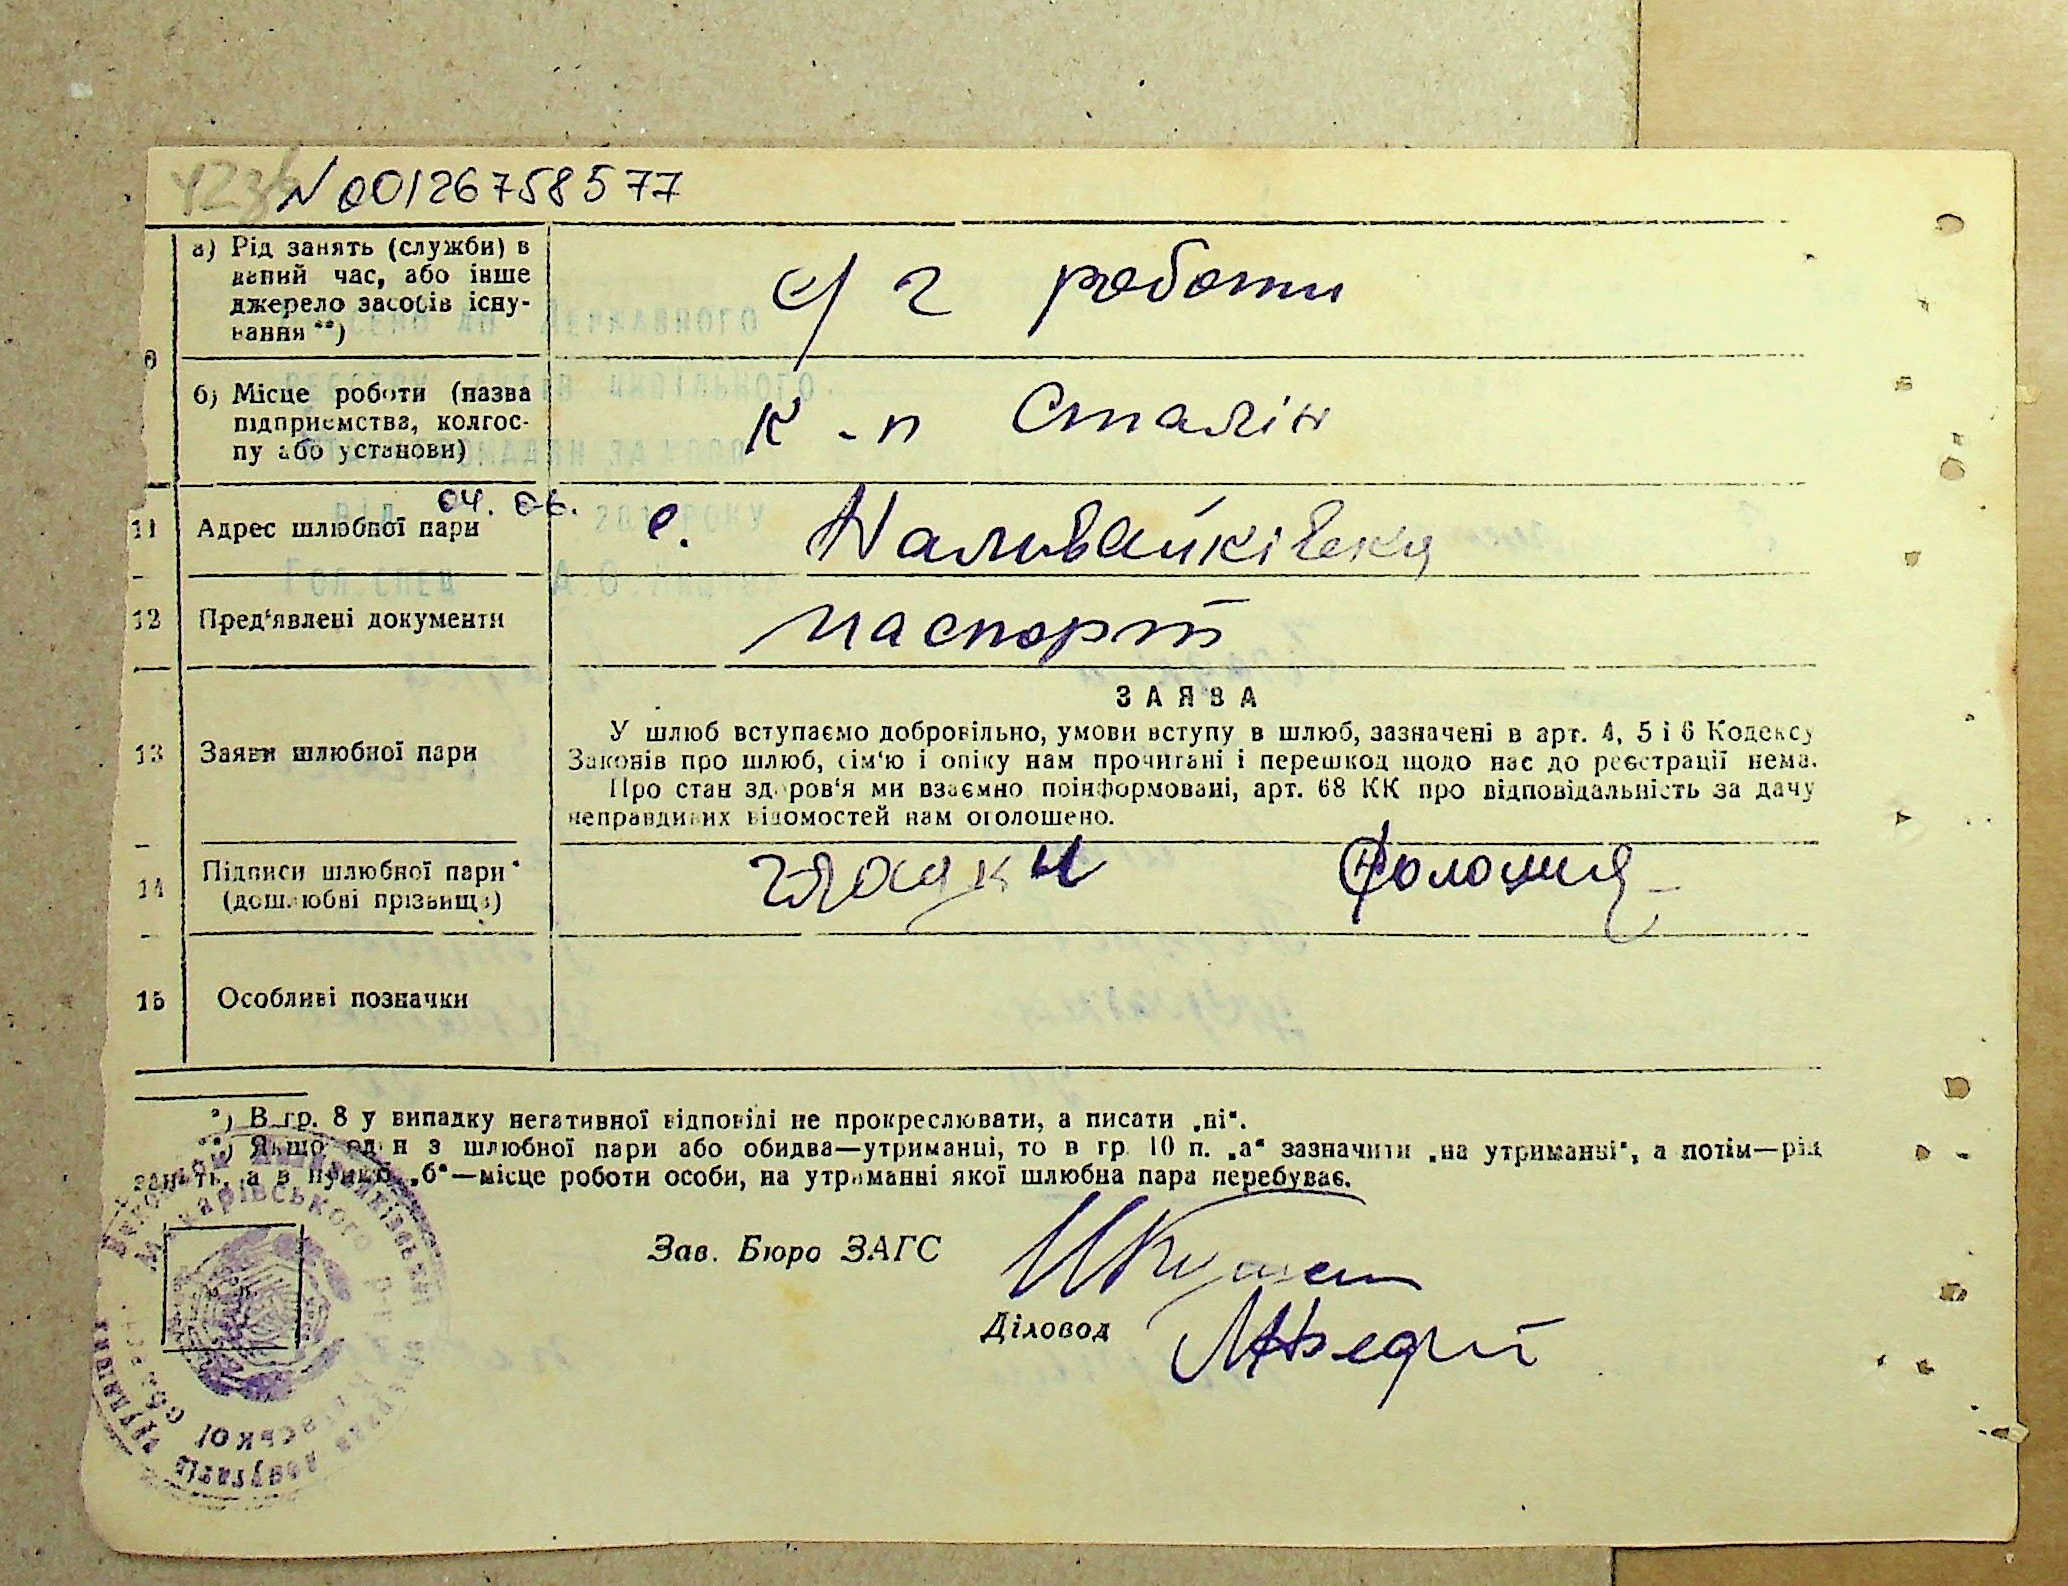 N 00126758577
а) Рід занять (служби) в
даний час, або інше
джерело засобів існу-
вання **)
с/г роботи
б) Місце роботи (назва
підприємства, колгос-
пу або установи)
к-п Сталін
04. 06.
11 Адрес шлюбної пари
с. Наливайківка
12 Пред'явлені документи
паспорт
ЗАЯВА
13 Заяви шлюбної пари
У шлюб вступаємо добровільно, умови вступу в шлюб, зазначені в арт. 4, 5 і 6 Кодексу
Законів про шлюб, сім'ю і опіку нам прочитані і перешкод щодо нас до реєстрації нема.
Про стан здоров'я ми взаємно поінформовані, арт. 68 КК про відповідальність за дачу
неправдивих відомостей нам оголошено.
14 Підписи шлюбної пари
(дошлюбні прізвища)
15 Особливі позначки
*) В гр. 8 у випадку негативної відповіді не прокреслювати, а писати „ні“.
**) Якщо один з шлюбної пари або обидва—утриманці, то в гр. 10 п. „а“ зазначити „на утриманні“, а потім—рід
занять, а в пункті „б“—місце роботи особи, на утриманні якої шлюбна пара перебуває.
Зав. Бюро ЗАГС
Діловод